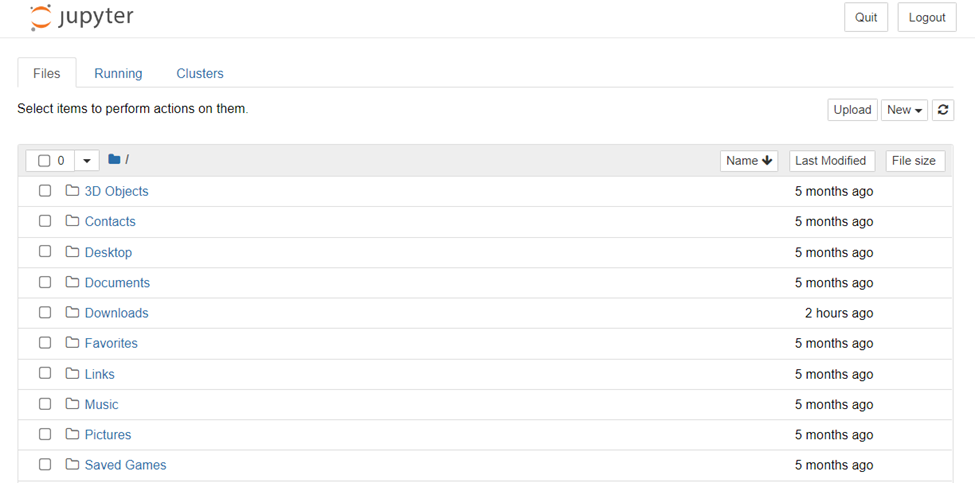 jupyter Quit Logout
Files Running Clusters
Select items to perform actions on them. Upload New
0 / Name Last Modified File size
3D Objects 5 months ago
Contacts 5 months ago
Desktop 5 months ago
Documents 5 months ago
Downloads 2 hours ago
Favorites 5 months ago
Links 5 months ago
Music 5 months ago
Pictures 5 months ago
Saved Games 5 months ago